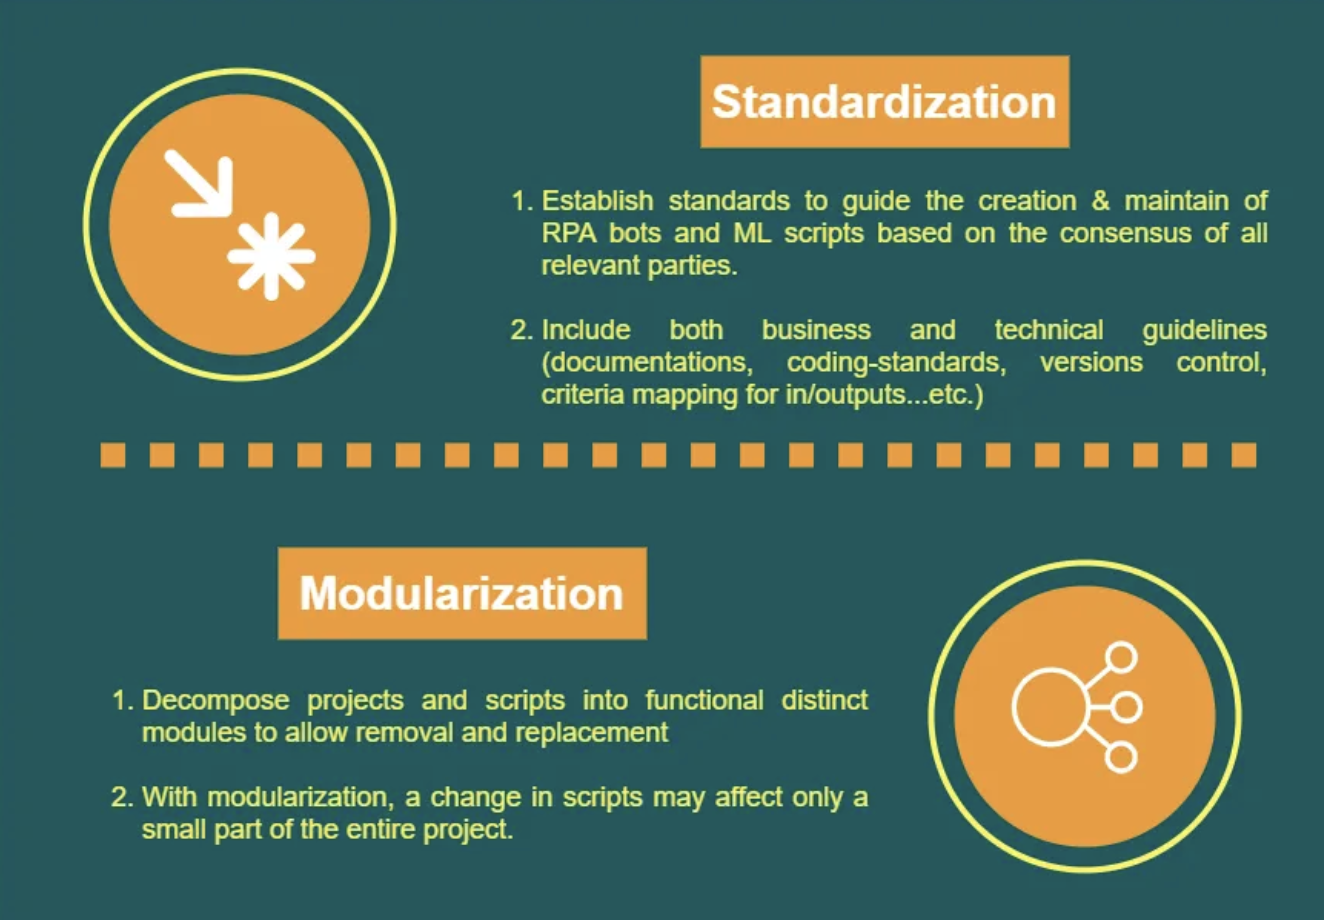 Standardization
1. Establish standards to guide the creation & maintain of
RPA bots and ML scripts based on the consensus of all
relevant parties.
2. Include both business and technical guidelines
(documentations, coding-standards, versions control,
criteria mapping for in/outputs...etc.)
Modularization
1. Decompose projects and scripts into functional distinct
modules to allow removal and replacement
2. With modularization, a change in scripts may affect only a
small part of the entire project.